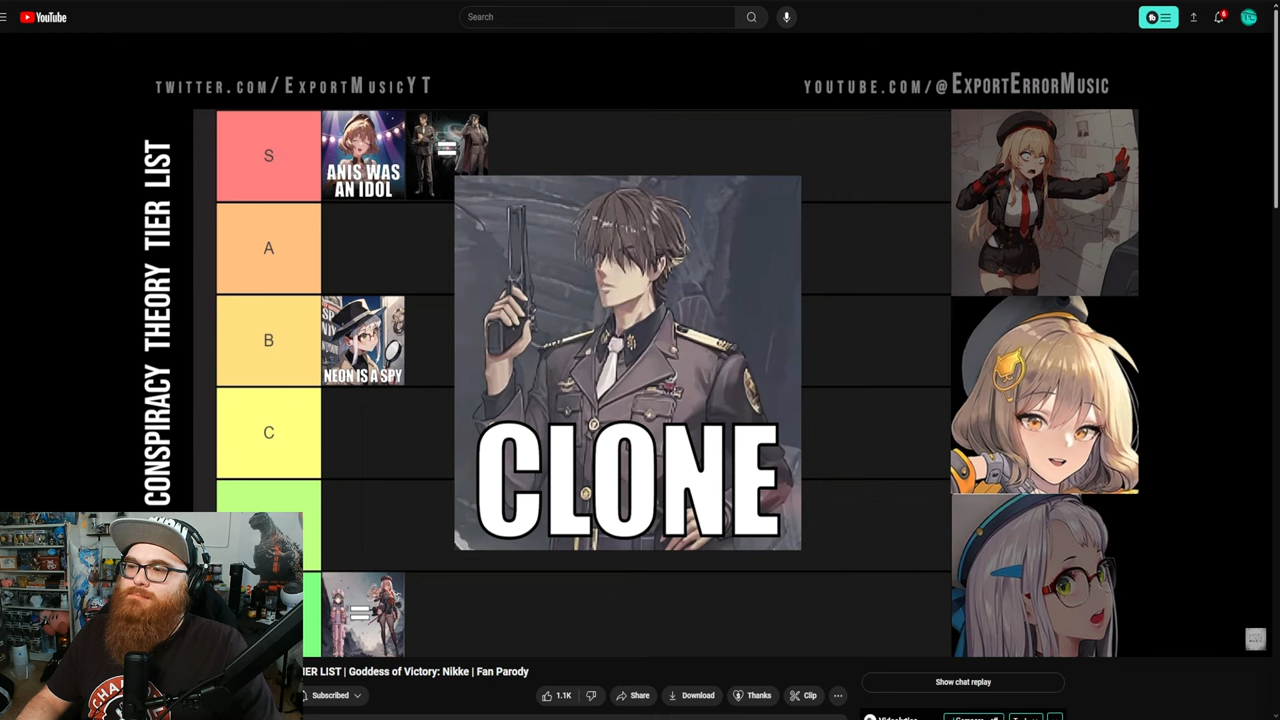 YouTube
Search
6
TWITTER.COM/EXPORTMUSICYT
YOUTUBE.COM/@EXPORTERRORMUSIC
CONSPIRACY THEORY TIER LIST
S
ANIS WAS
AN IDOL
=
A
B
NEON IS A SPY
C
CLONE
=
IER LIST | Goddess of Victory: Nikke | Fan Parody
Subscribed
1.1K
Share
Download
Thanks
Clip
Show chat replay